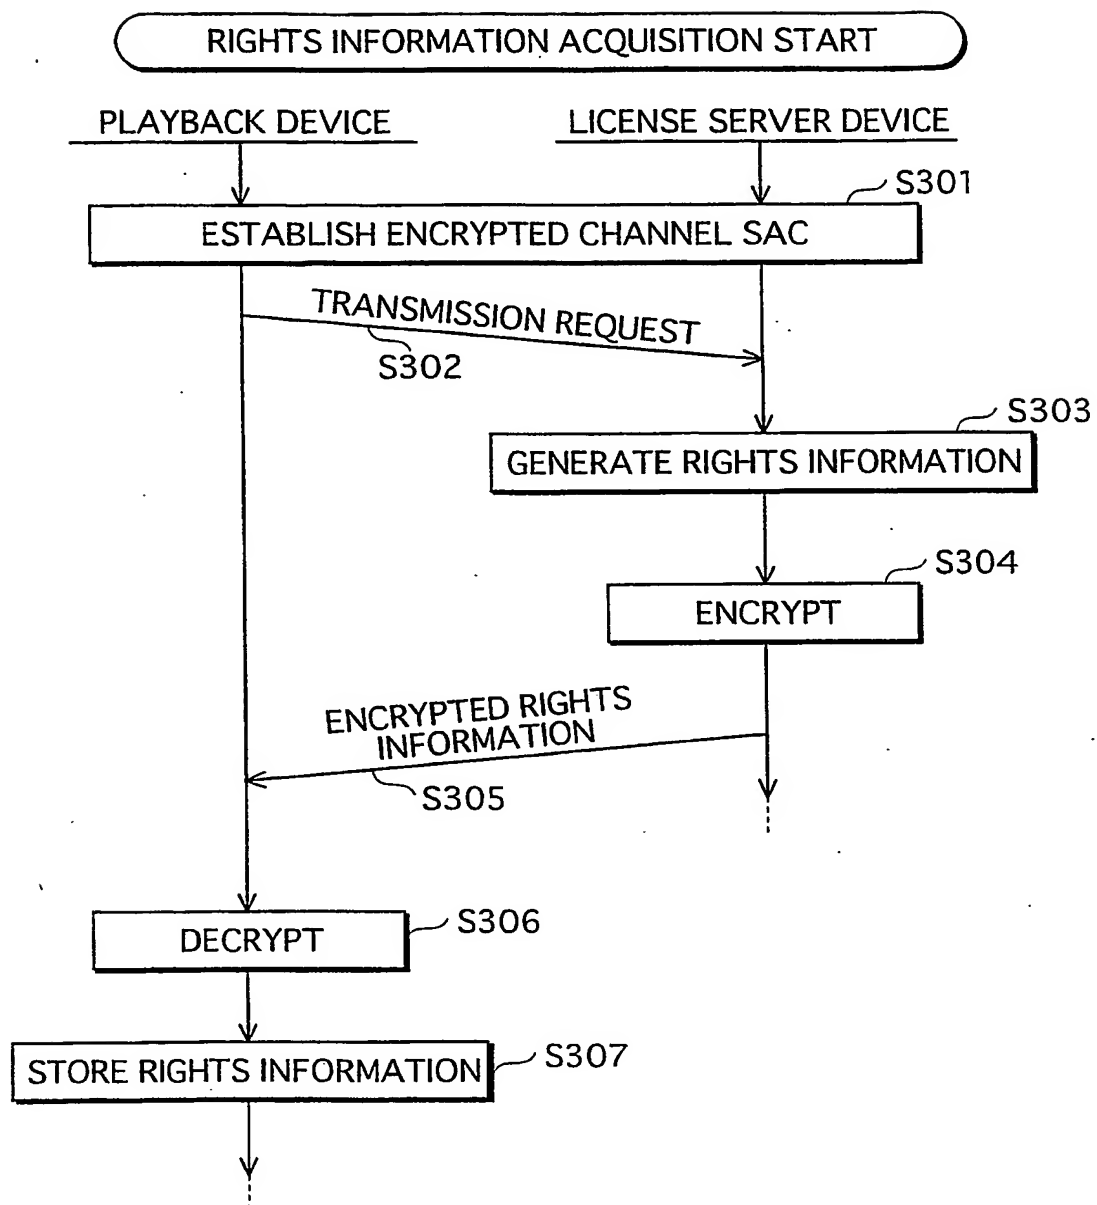 RIGHTS INFORMATION ACQUISITION START
PLAYBACK DEVICE
LICENSE SERVER DEVICE
S301
ESTABLISH ENCRYPTED CHANNEL SAC
TRANSMISSION REQUEST
S302
S303
GENERATE RIGHTS INFORMATION
S304
ENCRYPT
ENCRYPTED RIGHTS
INFORMATION
S305
S306
DECRYPT
S307
STORE RIGHTS INFORMATION